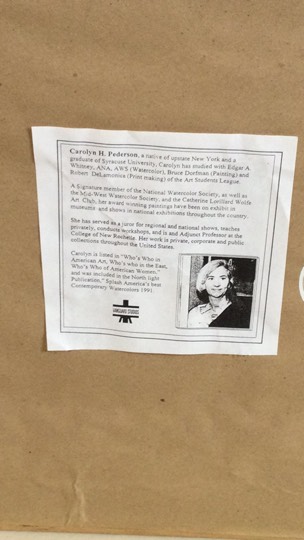 Carolyn H. Pederson, a native of upstate New York and a
graduate of Syracuse University, Carolyn has studied with Edgar A.
Whitney, ANA, AWS (Watercolor), Bruce Dorfman (Painting) and
Robert DeLamonica (Print making) of the Art Students League.
A Signature member of the National Watercolor Society, as well as
the Mid-West Watercolor Society, and the Catherine Lorillard Wolfe
Art Club, her award winning paintings have been on exhibit in
museums and shown in national exhibitions throughout the country.
She has served as a juror for regional and national shows, teaches
privately, conducts workshops, and is and Adjunct Professor at the
College of New Rochelle. Her work is private, corporate and public
collections throughout the United States.
Carolyn is listed in "Who's Who in
American Art, Who's who in the East,
Who's Who of American Women,"
and was included in the North light
Publication," Splash America's best
Contemporary Watercolors 1991.
LANGUAGE STUDIOS